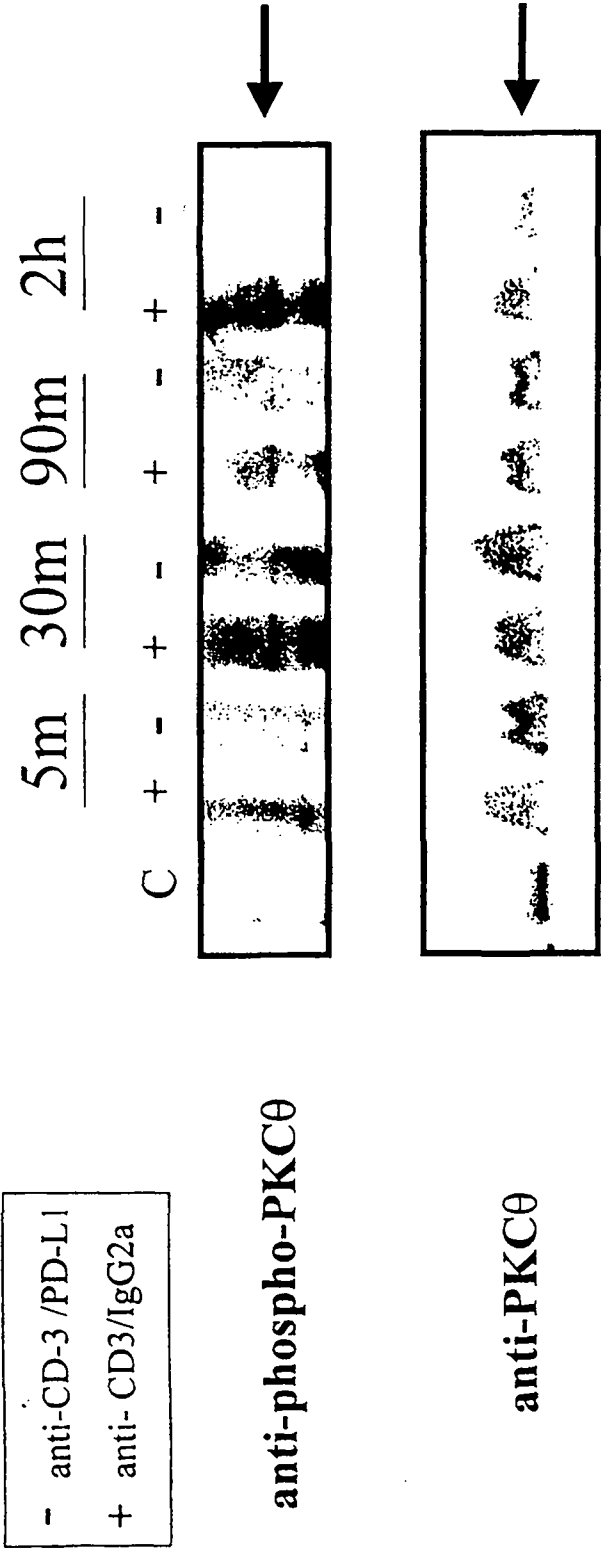 - anti-CD-3/PD-L1
+ anti- CD3/IgG2a
5m 30m 90m 2h
C + - + - + - + -
anti-phospho-PKCθ
anti-PKCθ